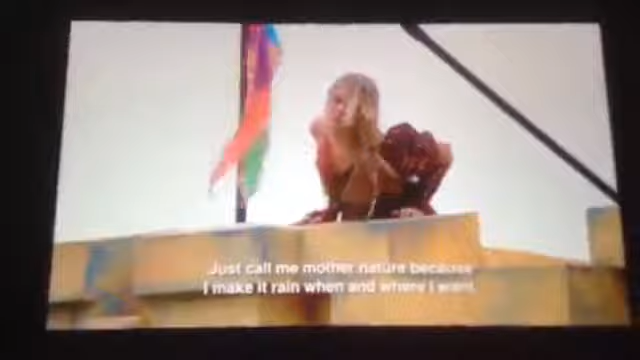 Just call me mother nature because
I make it rain when and where I want.